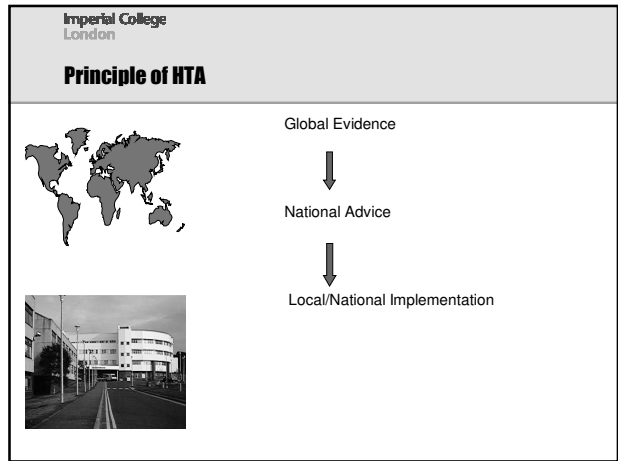 Imperial College
London
Principle of HTA
Global Evidence
National Advice
Local/National Implementation